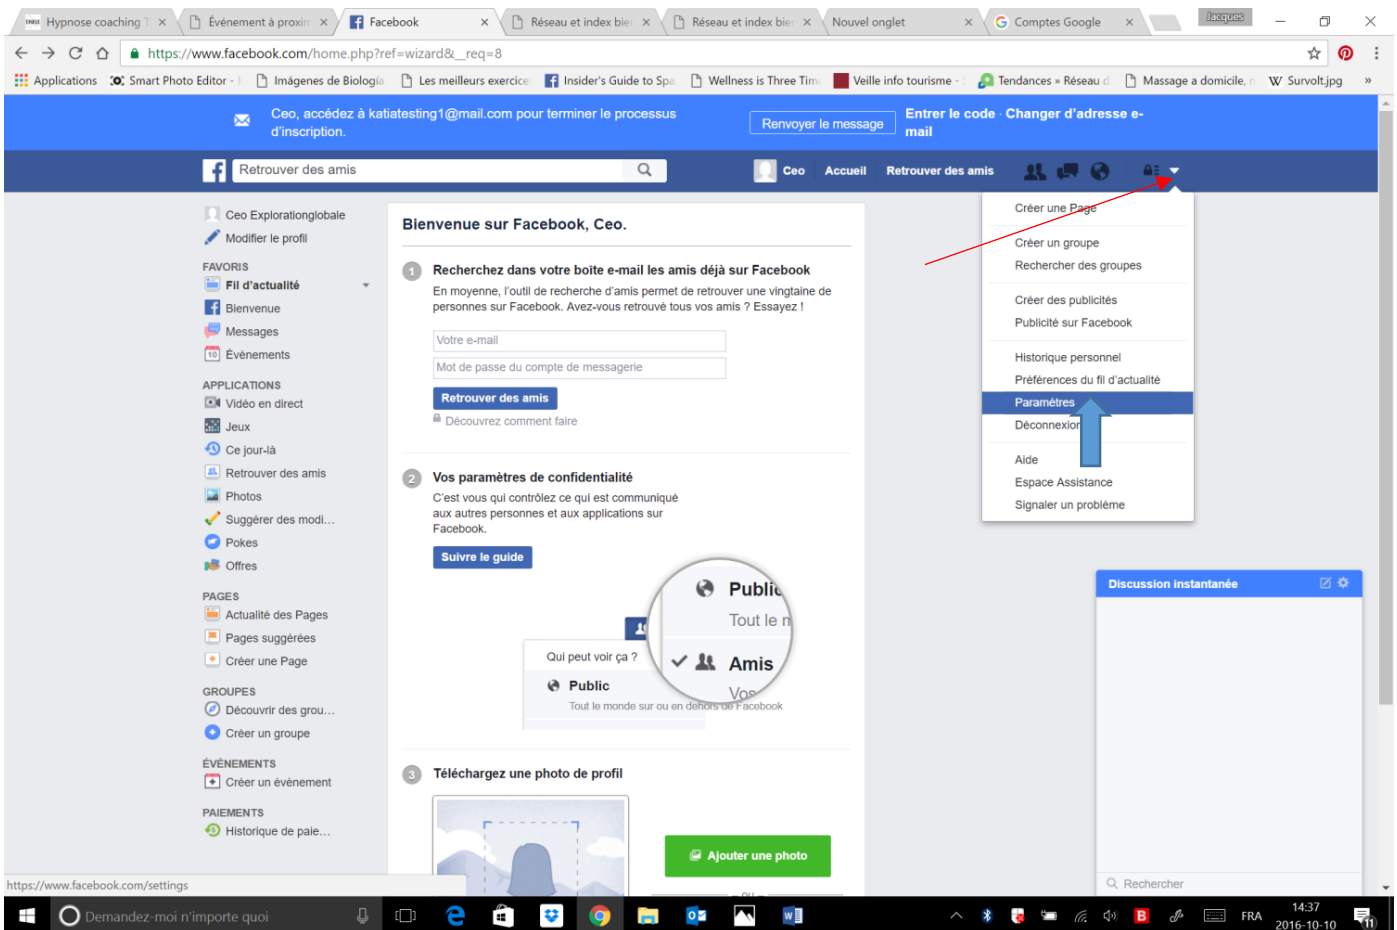 Hypnose coaching T
Événement à proxim
Facebook
Réseau et index bie
Réseau et index bie
Nouvel onglet
Comptes Google
Jacques
https://www.facebook.com/home.php?ref=wizard&__req=8
Applications
Smart Photo Editor -
Imágenes de Biología
Les meilleurs exercice
Insider's Guide to Spa
Wellness is Three Tim
Veille info tourisme -
Tendances » Réseau d
Massage a domicile,
W Survolt.jpg
»
Ceo, accédez à katiatesting1@mail.com pour terminer le processus
d'inscription.
Renvoyer le message
Entrer le code · Changer d'adresse e-
mail
Retrouver des amis
Ceo
Accueil
Retrouver des amis
Créer une Page
Créer un groupe
Rechercher des groupes
Créer des publicités
Publicité sur Facebook
Historique personnel
Préférences du fil d'actualité
Paramètres
Déconnexion
Aide
Espace Assistance
Signaler un problème
Ceo Explorationglobale
Modifier le profil
FAVORIS
Fil d'actualité
Bienvenue
Messages
10 Évènements
APPLICATIONS
Vidéo en direct
Jeux
Ce jour-là
Retrouver des amis
Photos
Suggérer des modi...
Pokes
Offres
PAGES
Actualité des Pages
Pages suggérées
Créer une Page
GROUPES
Découvrir des grou...
Créer un groupe
ÉVÉNEMENTS
Créer un évènement
PAIEMENTS
Historique de paie...
Bienvenue sur Facebook, Ceo.
1 Recherchez dans votre boîte e-mail les amis déjà sur Facebook
En moyenne, l'outil de recherche d'amis permet de retrouver une vingtaine de
personnes sur Facebook. Avez-vous retrouvé tous vos amis ? Essayez !
Votre e-mail
Mot de passe du compte de messagerie
Retrouver des amis
Découvrez comment faire
2 Vos paramètres de confidentialité
C'est vous qui contrôlez ce qui est communiqué
aux autres personnes et aux applications sur
Facebook.
Suivre le guide
Public
Tout le m
Amis
Vos
Qui peut voir ça ?
Public
Tout le monde sur ou en dehors de Facebook
3 Téléchargez une photo de profil
Ajouter une photo
– ou –
Discussion instantanée
Rechercher
https://www.facebook.com/settings
Demandez-moi n'importe quoi
FRA
14:37
2016-10-10
11